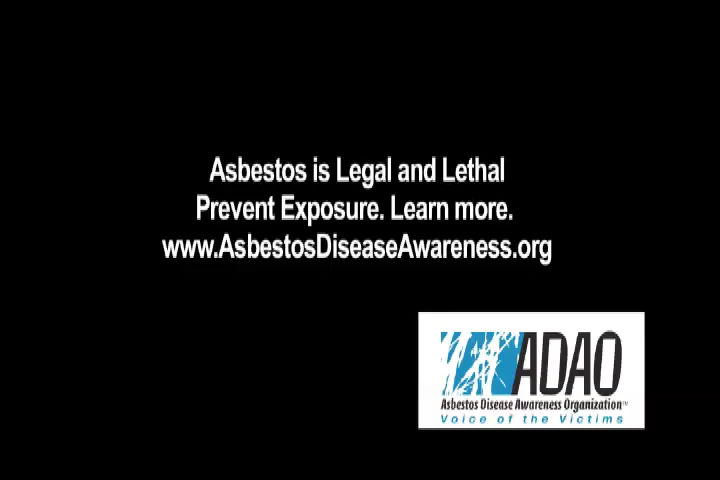 Asbestos is Legal and Lethal
Prevent Exposure. Learn more.
www.AsbestosDiseaseAwareness.org
ADAO
Asbestos Disease Awareness Organization™
Voice of the Victims